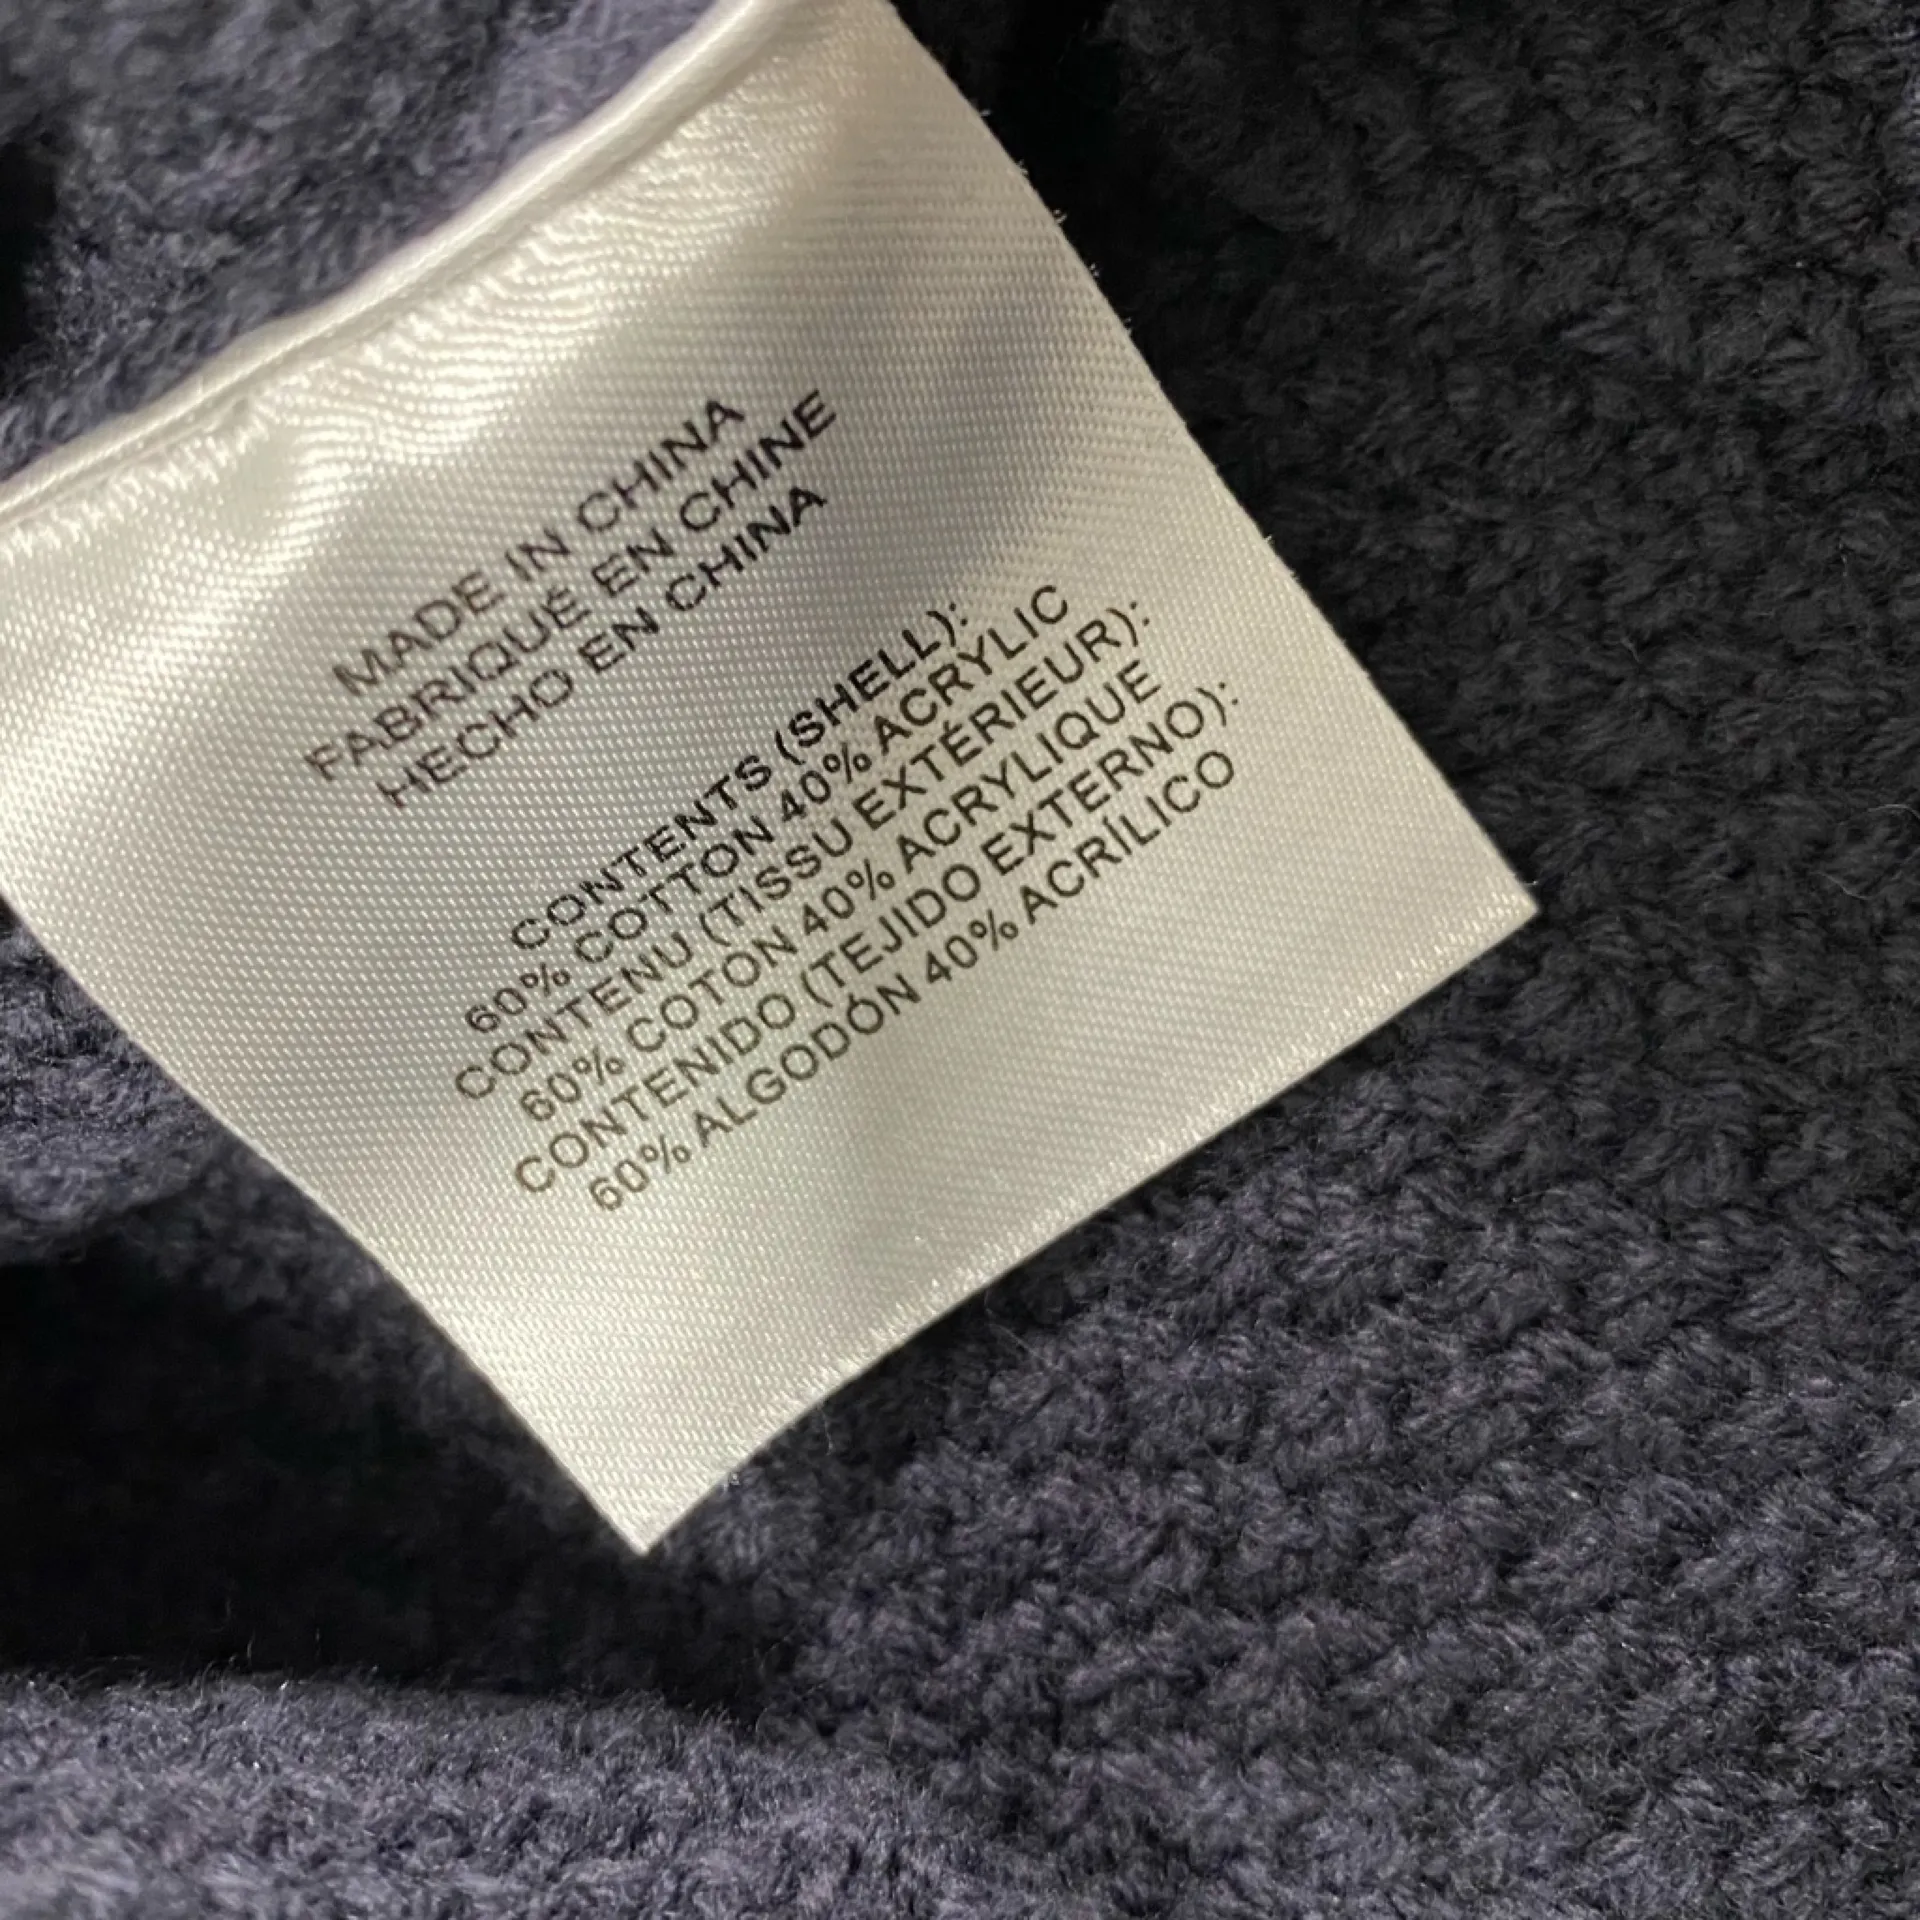 MADE IN CHINA
FABRIQUÉ EN CHINE
HECHO EN CHINA
CONTENTS (SHELL):
60% COTTON 40% ACRYLIC
CONTENU (TISSU EXTÉRIEUR):
60% COTON 40% ACRYLIQUE
CONTENIDO (TEJIDO EXTERNO):
60% ALGODÓN 40% ACRÍLICO